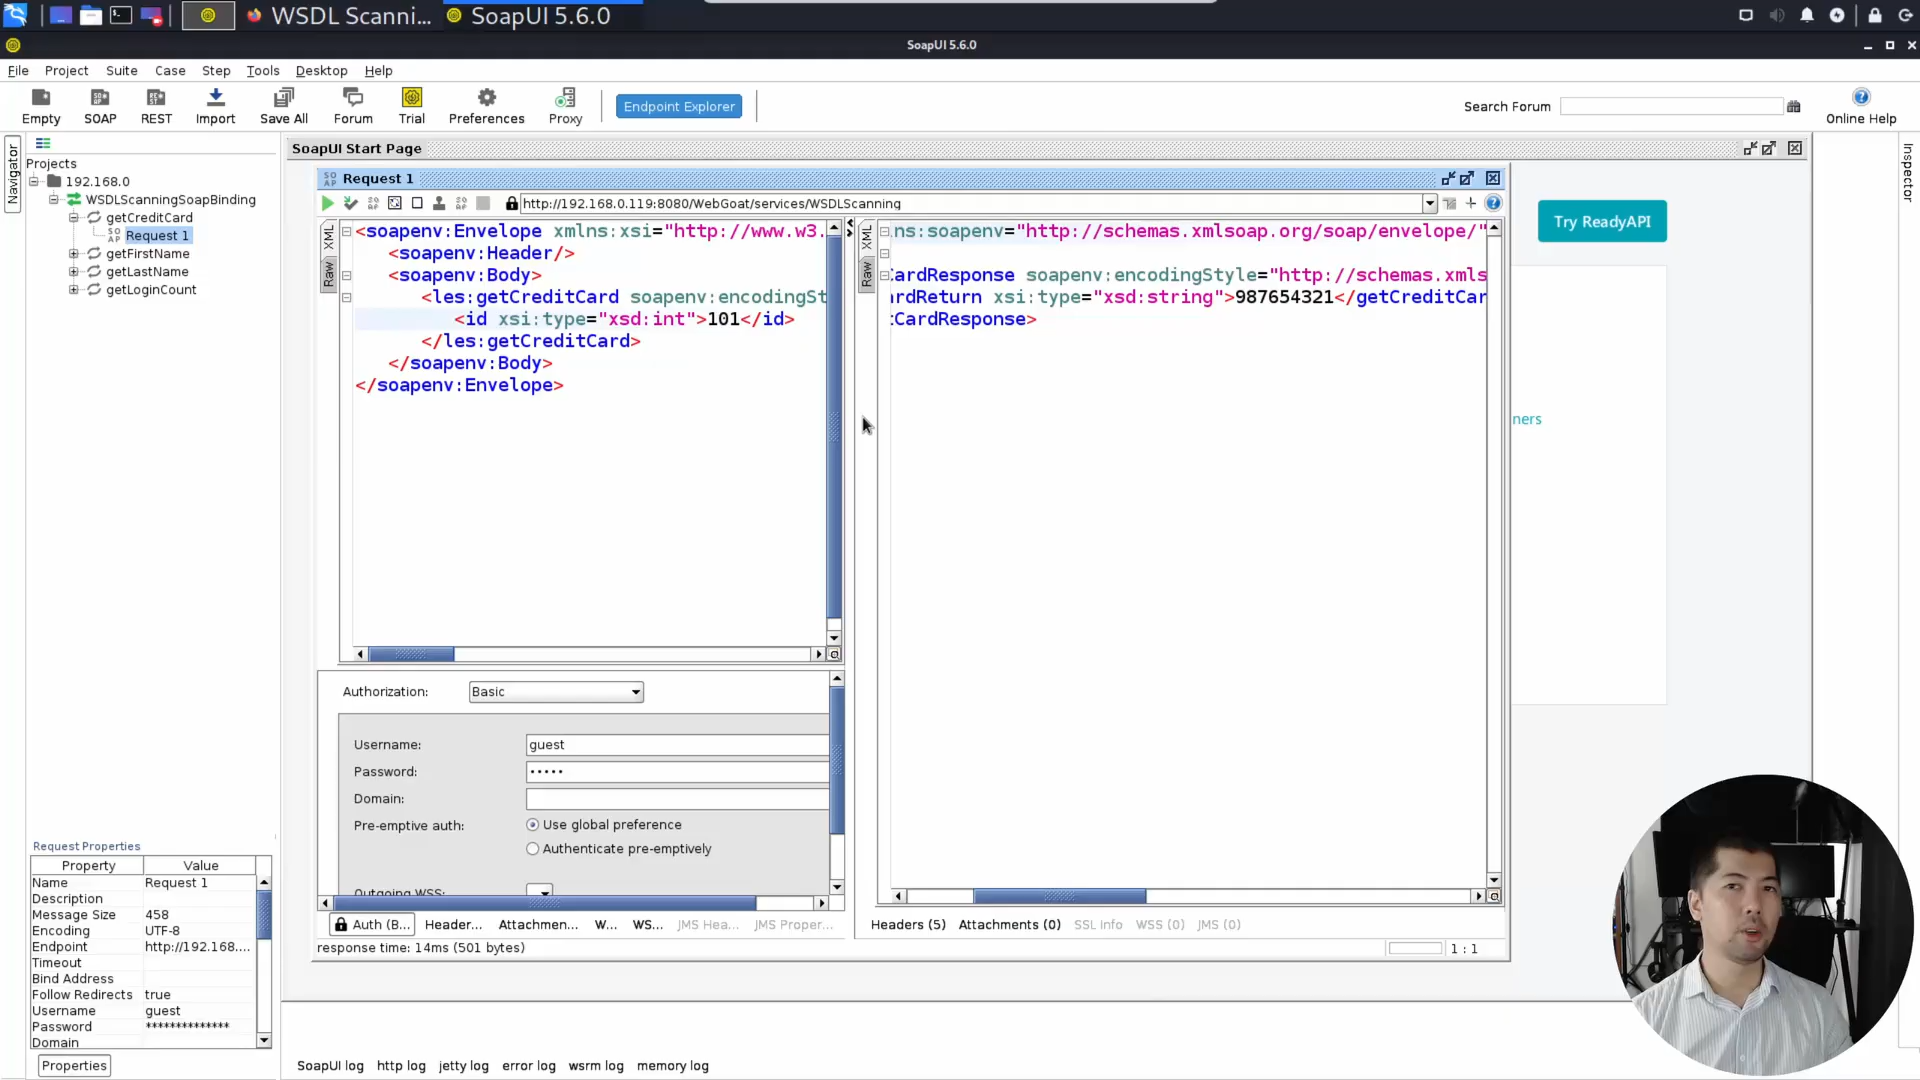 WSDL Scanni... SoapUI 5.6.0
SoapUI 5.6.0
File Project Suite Case Step Tools Desktop Help
Empty SOAP REST Import Save All Forum Trial Preferences Proxy Endpoint Explorer Search Forum Online Help
Navigator
Projects
192.168.0
WSDLScanningSoapBinding
getCreditCard
Request 1
getFirstName
getLastName
getLoginCount
SoapUI Start Page
Request 1
http://192.168.0.119:8080/WebGoat/services/WSDLScanning
XML
Raw
<soapenv:Envelope xmlns:xsi="http://www.w3.
<soapenv:Header/>
<soapenv:Body>
<les:getCreditCard soapenv:encodingSt
<id xsi:type="xsd:int">101</id>
</les:getCreditCard>
</soapenv:Body>
</soapenv:Envelope>
XML
Raw
ns:soapenv="http://schemas.xmlsoap.org/soap/envelope/"
CardResponse soapenv:encodingStyle="http://schemas.xmls
ardReturn xsi:type="xsd:string">987654321</getCreditCar
tCardResponse>
Try ReadyAPI
ners
Inspector
Authorization: Basic
Username: guest
Password: •••••
Domain:
Pre-emptive auth: Use global preference
Authenticate pre-emptively
Outgoing WSS:
Auth (B... Header... Attachmen... W... WS... JMS Hea... JMS Proper...
Headers (5) Attachments (0) SSL Info WSS (0) JMS (0)
response time: 14ms (501 bytes)
1 : 1
Request Properties
Property Value
Name Request 1
Description
Message Size 458
Encoding UTF-8
Endpoint http://192.168....
Timeout
Bind Address
Follow Redirects true
Username guest
Password **************
Domain
Properties
SoapUI log http log jetty log error log wsrm log memory log